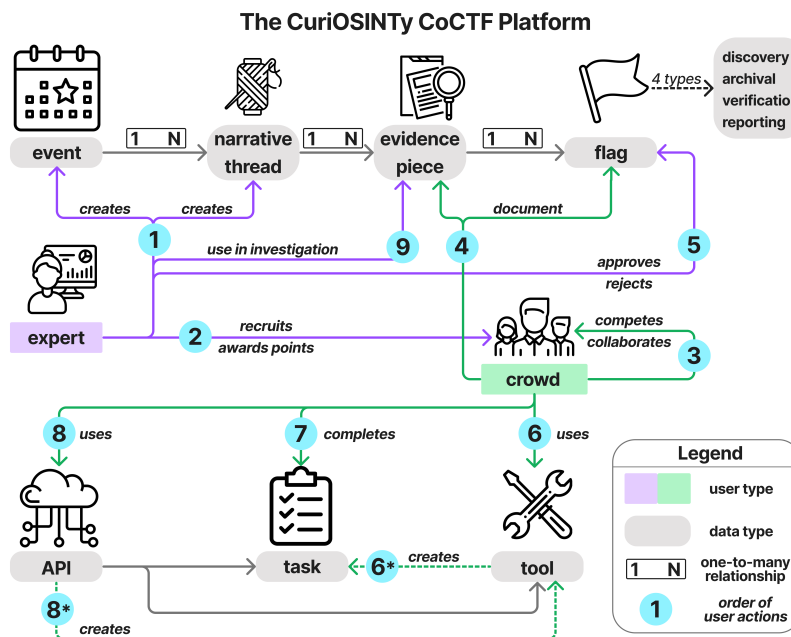 The CuriOSINTy CoCTF Platform
4 types
discovery
archival
verificatio
reporting
1 N
1 N
1 N
event
narrative
thread
evidence
piece
flag
creates
creates
document
1
use in investigation
9
4
5
approves
rejects
expert
2
recruits
awards points
competes
collaborates
3
crowd
8
uses
7
completes
6
uses
Legend
user type
data type
1 N
one-to-many
relationship
1
order of
user actions
API
task
6*
creates
tool
8*
creates